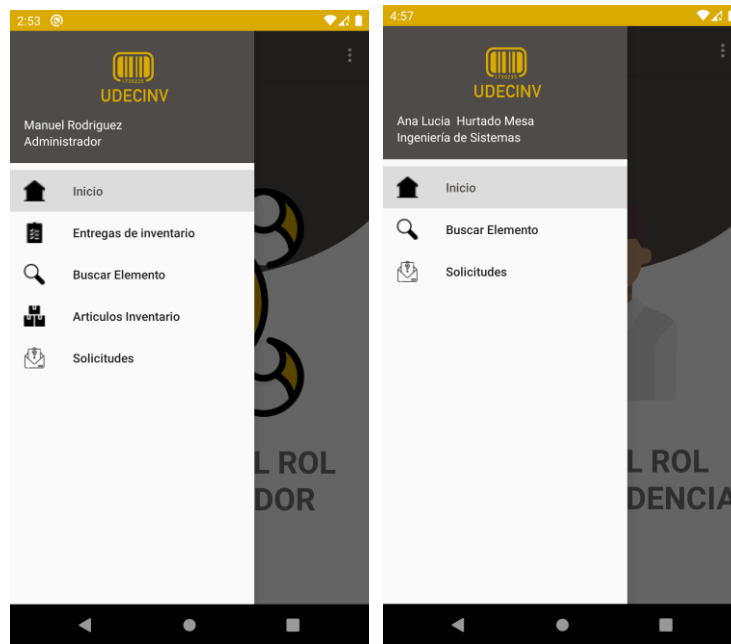 2:53
UDECINV
Manuel Rodriguez
Administrador
Inicio
Entregas de inventario
Buscar Elemento
Articulos Inventario
Solicitudes
L ROL
DOR
4:57
UDECINV
Ana Lucia Hurtado Mesa
Ingeniería de Sistemas
Inicio
Buscar Elemento
Solicitudes
L ROL
DENCIA